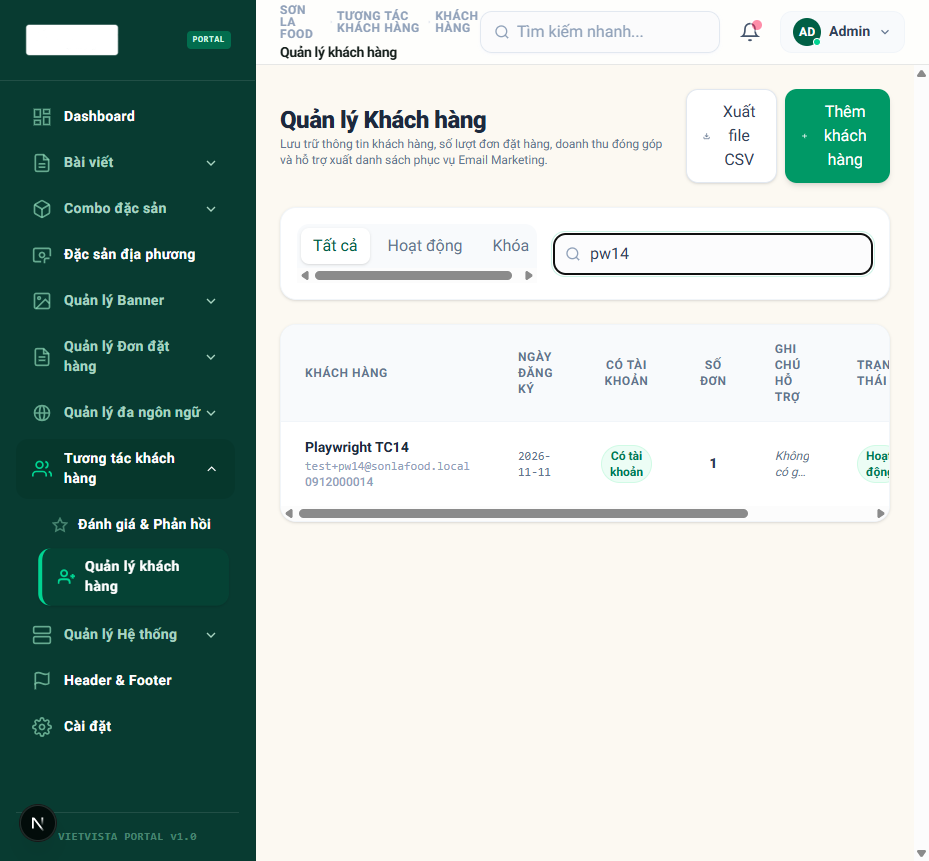 PORTAL
Dashboard
Bài viết
Combo đặc sản
Đặc sản địa phương
Quản lý Banner
Quản lý Đơn đặt
hàng
Quản lý đa ngôn ngữ
Tương tác khách
hàng
Đánh giá & Phản hồi
Quản lý khách
hàng
Quản lý Hệ thống
Header & Footer
Cài đặt
N
VIETVISTA PORTAL v1.0
SƠN
LA
FOOD
TƯƠNG TÁC
KHÁCH HÀNG
KHÁCH
HÀNG
Quản lý khách hàng
Tìm kiếm nhanh...
AD
Admin
Quản lý Khách hàng
Lưu trữ thông tin khách hàng, số lượt đơn đặt hàng, doanh thu đóng góp
và hỗ trợ xuất danh sách phục vụ Email Marketing.
Xuất
file
CSV
Thêm
khách
hàng
Tất cả
Hoạt động
Khóa
pw14
KHÁCH HÀNG
NGÀY
ĐĂNG
KÝ
CÓ TÀI
KHOẢN
SỐ
ĐƠN
GHI
CHÚ
HỖ
TRỢ
TRẠN
THÁI
Playwright TC14
test+pw14@sonlafood.local
0912000014
2026-
11-11
Có tài
khoản
1
Không
có g...
Hoạt
động